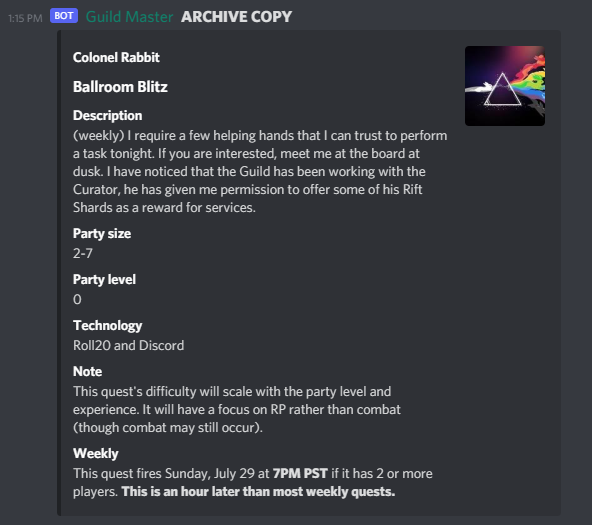 1:15 PM BOT Guild Master ARCHIVE COPY
Colonel Rabbit
Ballroom Blitz
Description
(weekly) I require a few helping hands that I can trust to perform
a task tonight. If you are interested, meet me at the board at
dusk. I have noticed that the Guild has been working with the
Curator, he has given me permission to offer some of his Rift
Shards as a reward for services.
Party size
2-7
Party level
0
Technology
Roll20 and Discord
Note
This quest's difficulty will scale with the party level and
experience. It will have a focus on RP rather than combat
(though combat may still occur).
Weekly
This quest fires Sunday, July 29 at 7PM PST if it has 2 or more
players. This is an hour later than most weekly quests.